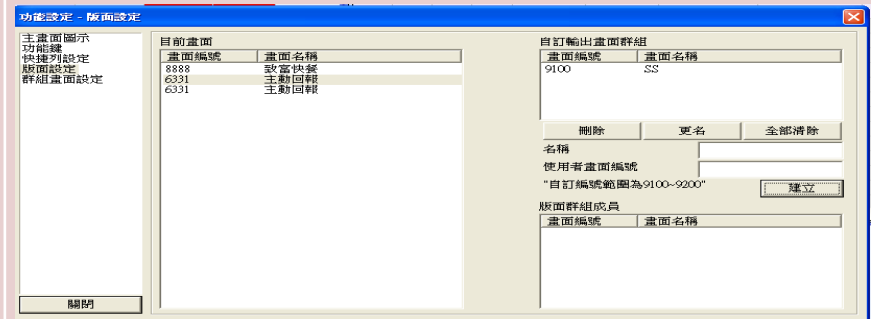 功能設定 - 版面設定
主畫面圖示
功能鍵
快捷列設定
版面設定
群組畫面設定
關閉
目前畫面
畫面編號 畫面名稱
8888 致富快餐
6331 主動回報
6331 主動回報
自訂輸出畫面群組
畫面編號 畫面名稱
9100 SS
刪除 更名 全部清除
名稱
使用者畫面編號
"自訂編號範圍為9100~9200"
建立
版面群組成員
畫面編號 畫面名稱